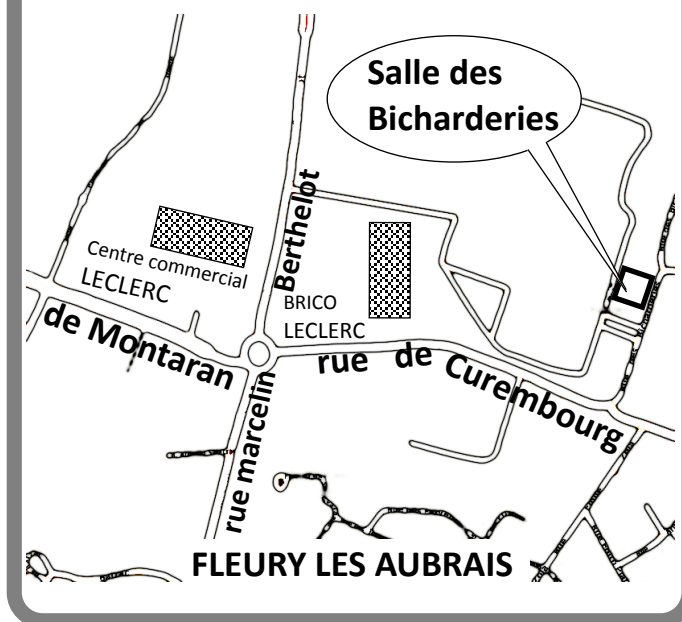 Salle des
Bicharderies
Berthelot
Centre commercial
LECLERC
BRICO
LECLERC
de Montaran
rue de Curembourg
rue marcelin
FLEURY LES AUBRAIS